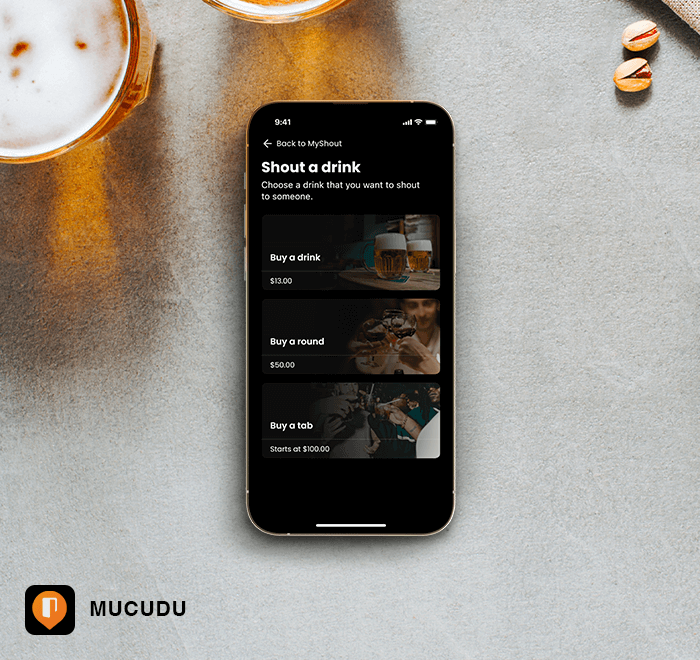 9:41
Back to MyShout
Shout a drink
Choose a drink that you want to shout
to someone.
Buy a drink
$13.00
Buy a round
$50.00
Buy a tab
Starts at $100.00
MUCUDU